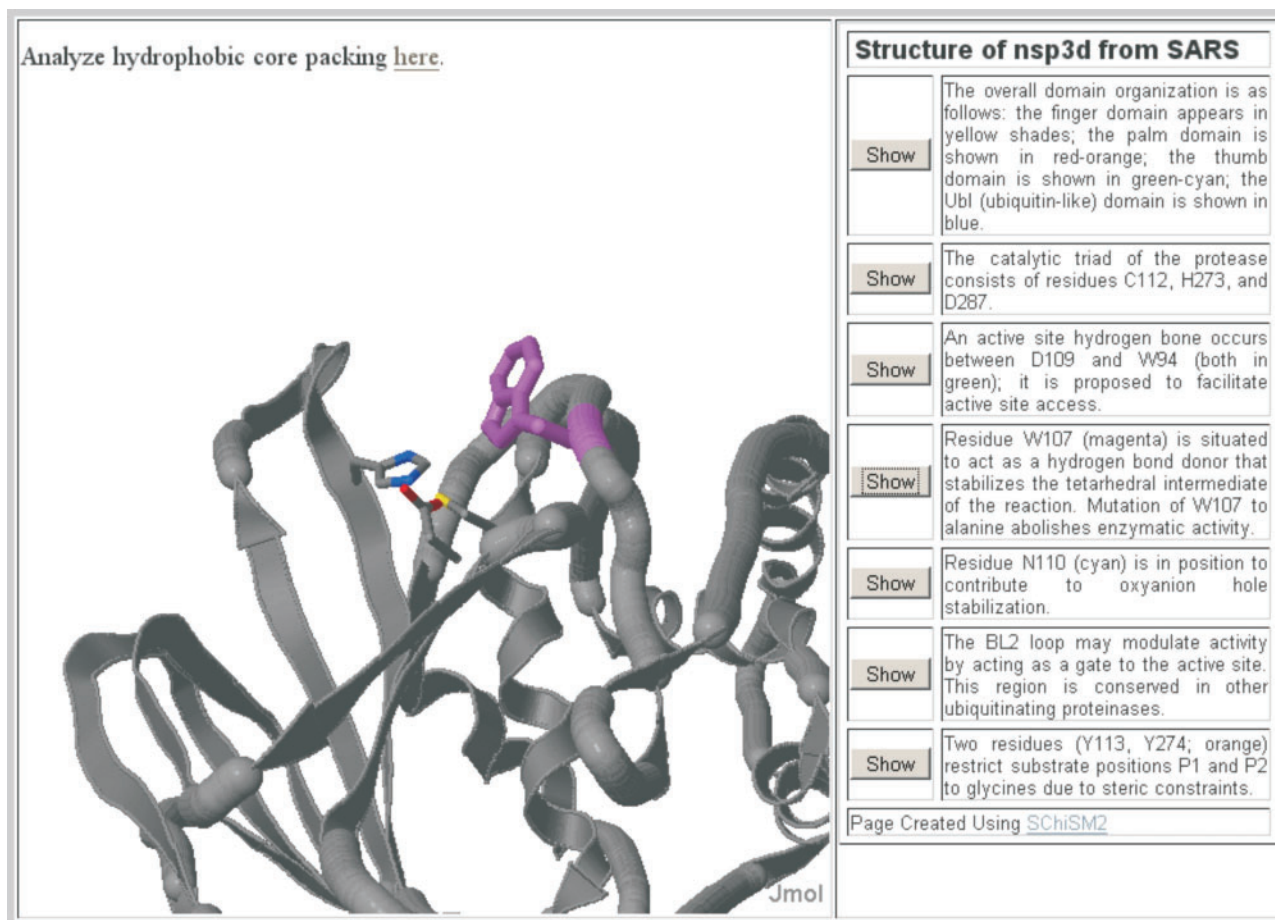 Analyze hydrophobic core packing here.
Jmol
Structure of nsp3d from SARS
Show
The overall domain organization is as
follows: the finger domain appears in
yellow shades; the palm domain is
shown in red-orange; the thumb
domain is shown in green-cyan; the
Ubl (ubiquitin-like) domain is shown in
blue.
Show
The catalytic triad of the protease
consists of residues C112, H273, and
D287.
Show
An active site hydrogen bone occurs
between D109 and W94 (both in
green); it is proposed to facilitate
active site access.
Show
Residue W107 (magenta) is situated
to act as a hydrogen bond donor that
stabilizes the tetarhedral intermediate
of the reaction. Mutation of W107 to
alanine abolishes enzymatic activity.
Show
Residue N110 (cyan) is in position to
contribute to oxyanion hole
stabilization.
Show
The BL2 loop may modulate activity
by acting as a gate to the active site.
This region is conserved in other
ubiquitinating proteinases.
Show
Two residues (Y113, Y274; orange)
restrict substrate positions P1 and P2
to glycines due to steric constraints.
Page Created Using SChiSM2